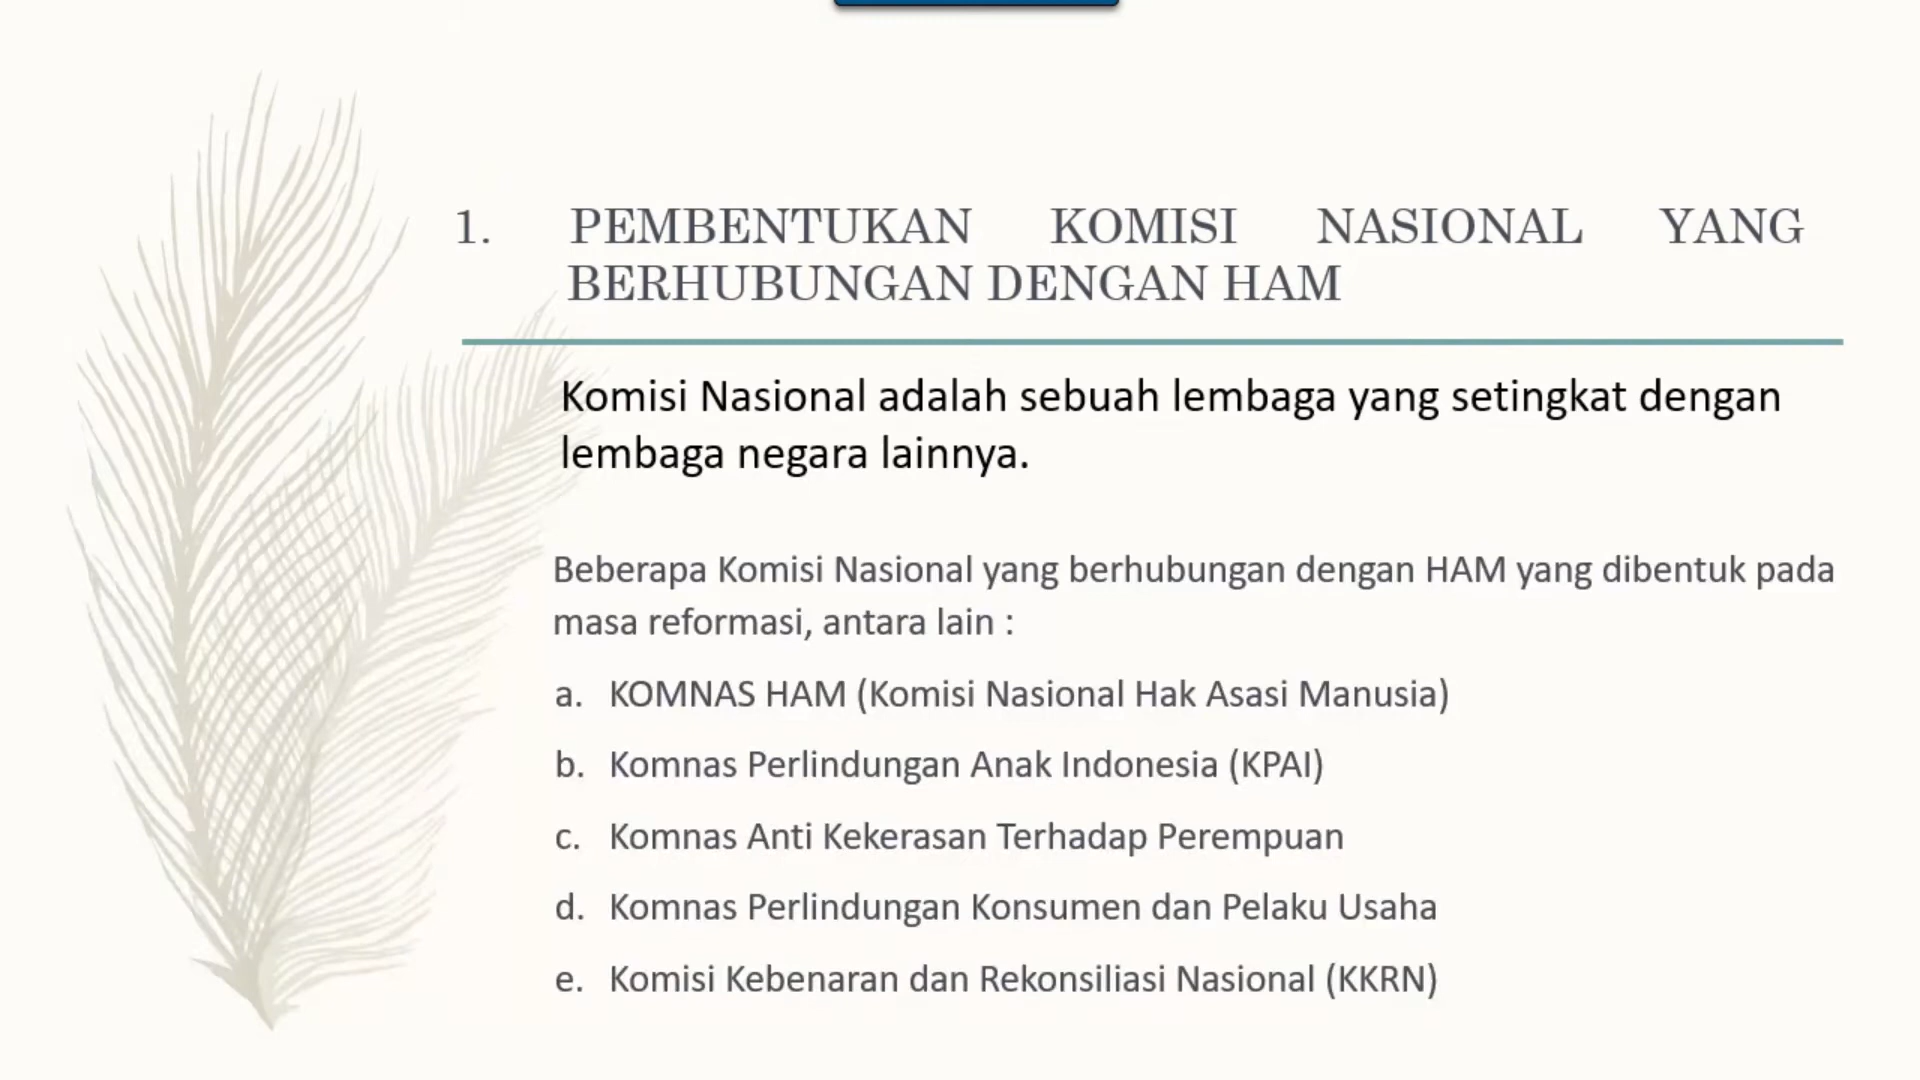 1. PEMBENTUKAN KOMISI NASIONAL YANG
BERHUBUNGAN DENGAN HAM
Komisi Nasional adalah sebuah lembaga yang setingkat dengan
lembaga negara lainnya.
Beberapa Komisi Nasional yang berhubungan dengan HAM yang dibentuk pada
masa reformasi, antara lain :
a. KOMNAS HAM (Komisi Nasional Hak Asasi Manusia)
b. Komnas Perlindungan Anak Indonesia (KPAI)
c. Komnas Anti Kekerasan Terhadap Perempuan
d. Komnas Perlindungan Konsumen dan Pelaku Usaha
e. Komisi Kebenaran dan Rekonsiliasi Nasional (KKRN)